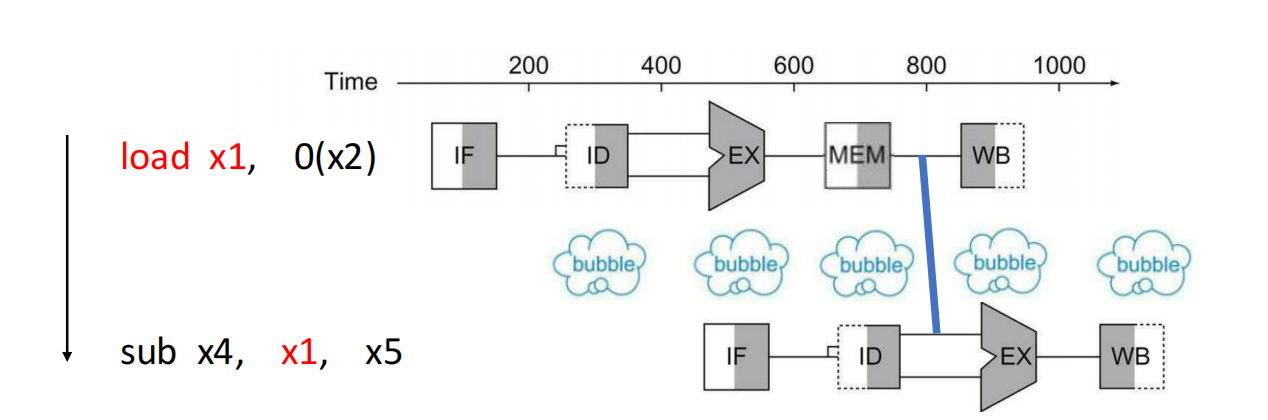 200 400 600 800 1000
Time
load x1, 0(x2) IF ID EX MEM WB
bubble bubble bubble bubble bubble
sub x4, x1, x5 IF ID EX WB